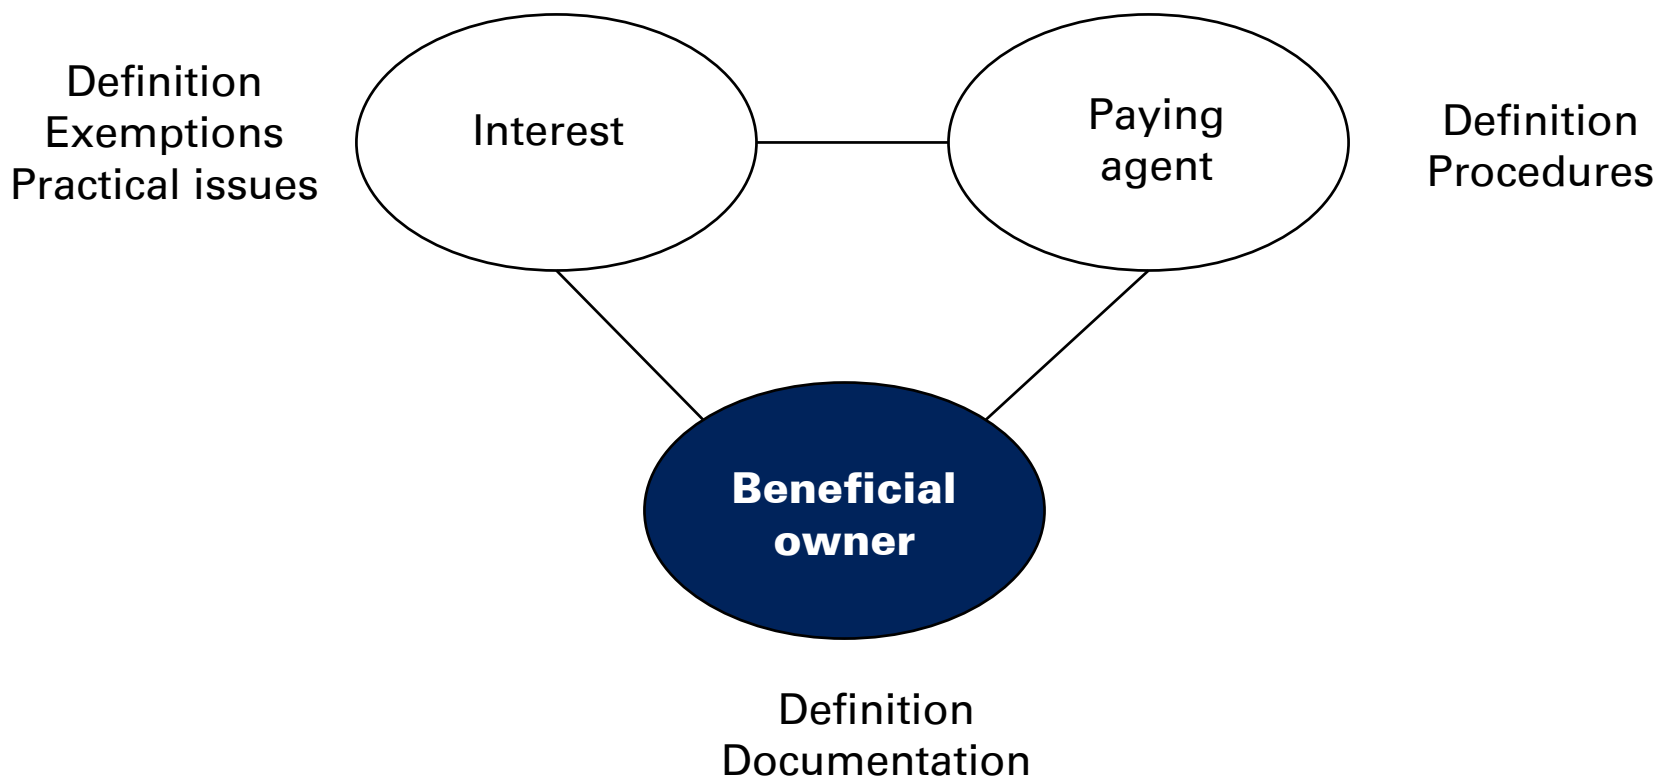 Definition
Exemptions
Practical issues
Interest
Paying
agent
Definition
Procedures
Beneficial
owner
Definition
Documentation